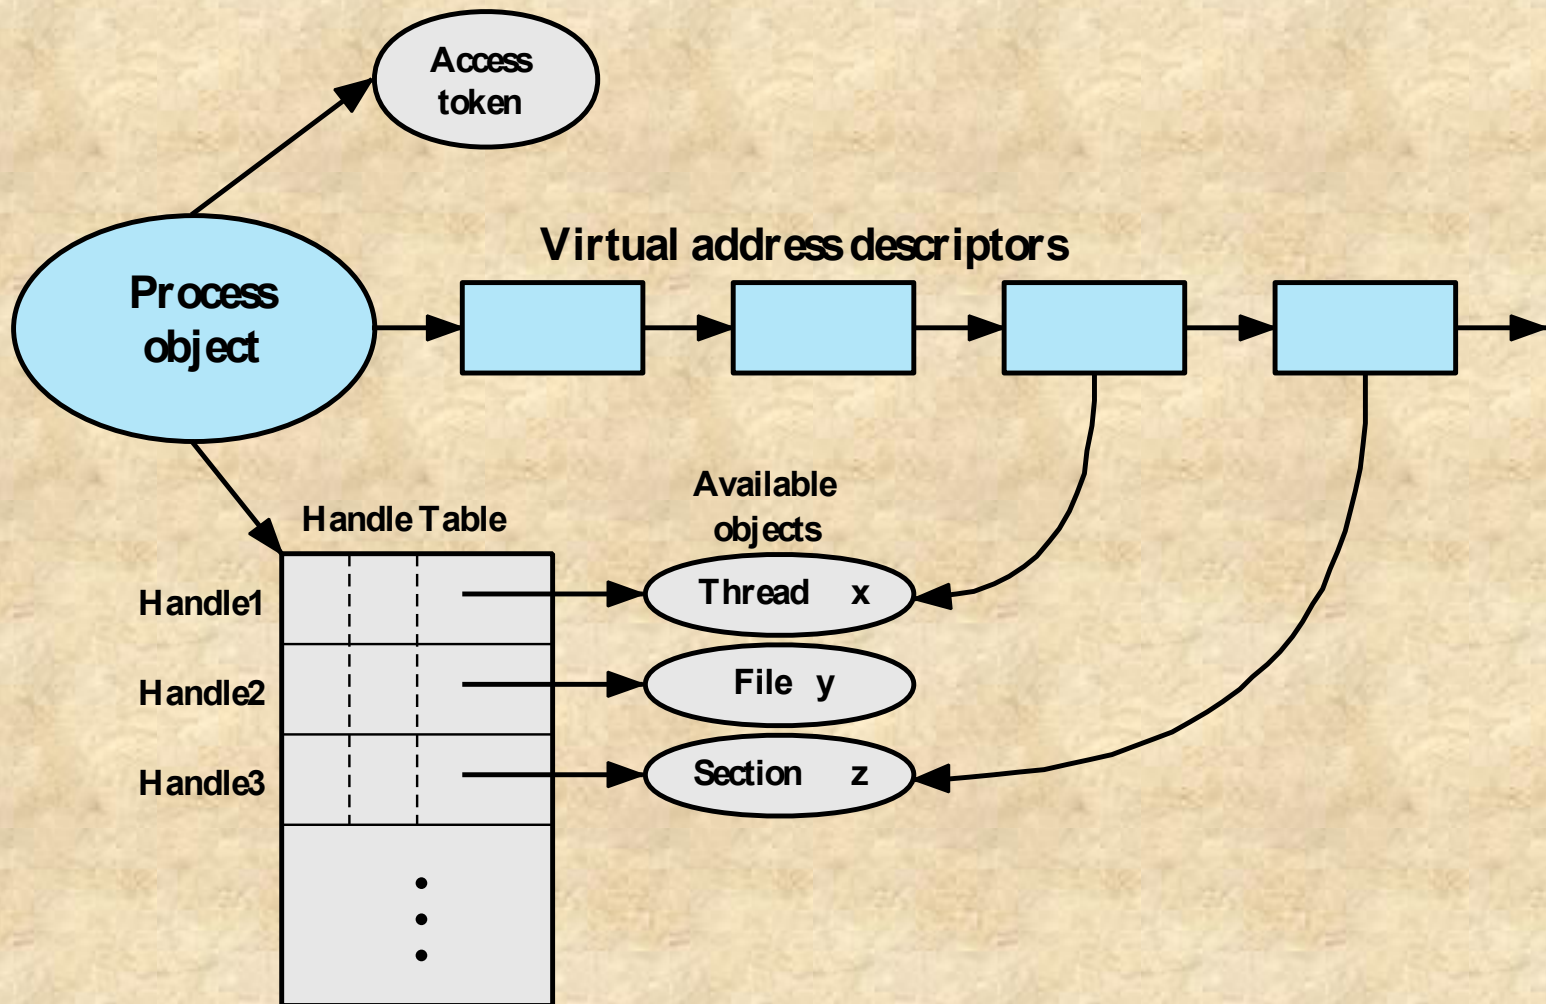 Access
token
Virtual address descriptors
Process
object
Available
objects
Handle Table
Handle1
Thread x
Handle2
File y
Handle3
Section z